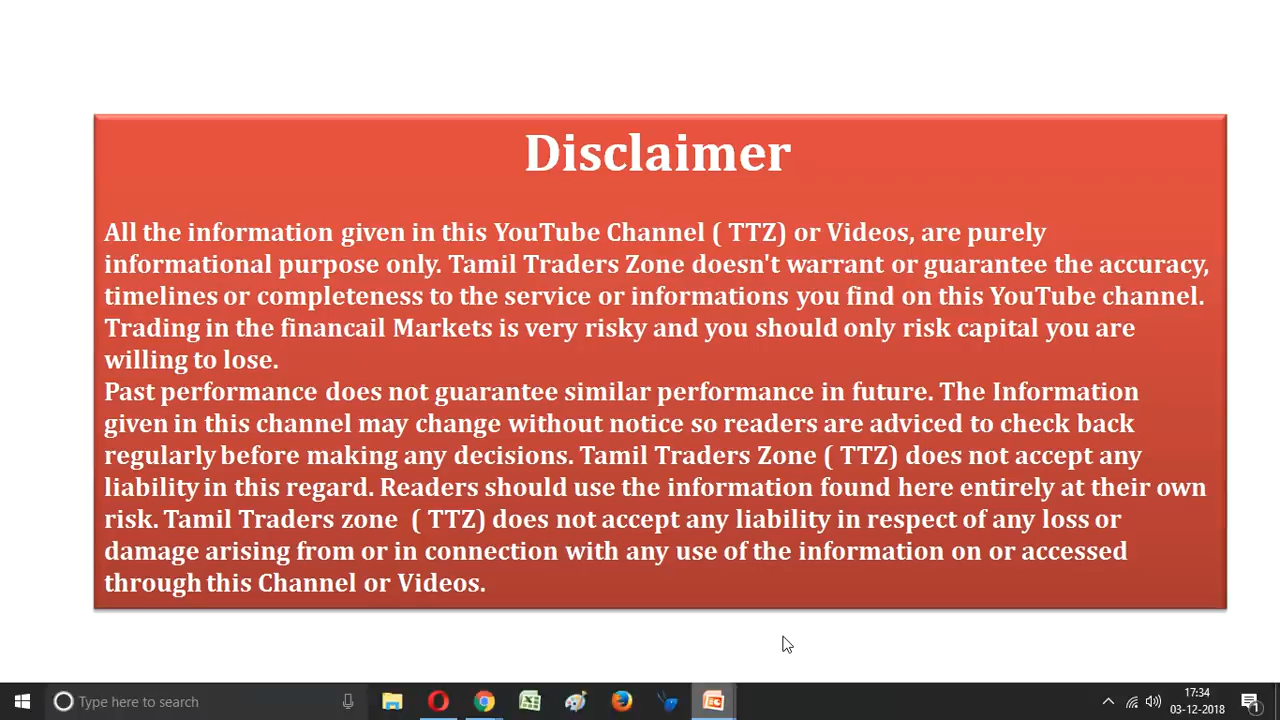 Disclaimer
All the information given in this YouTube Channel ( TTZ) or Videos, are purely
informational purpose only. Tamil Traders Zone doesn't warrant or guarantee the accuracy,
timelines or completeness to the service or informations you find on this YouTube channel.
Trading in the financail Markets is very risky and you should only risk capital you are
willing to lose.
Past performance does not guarantee similar performance in future. The Information
given in this channel may change without notice so readers are adviced to check back
regularly before making any decisions. Tamil Traders Zone ( TTZ) does not accept any
liability in this regard. Readers should use the information found here entirely at their own
risk. Tamil Traders zone  ( TTZ) does not accept any liability in respect of any loss or
damage arising from or in connection with any use of the information on or accessed
through this Channel or Videos.
Type here to search
17:34
03-12-2018
1